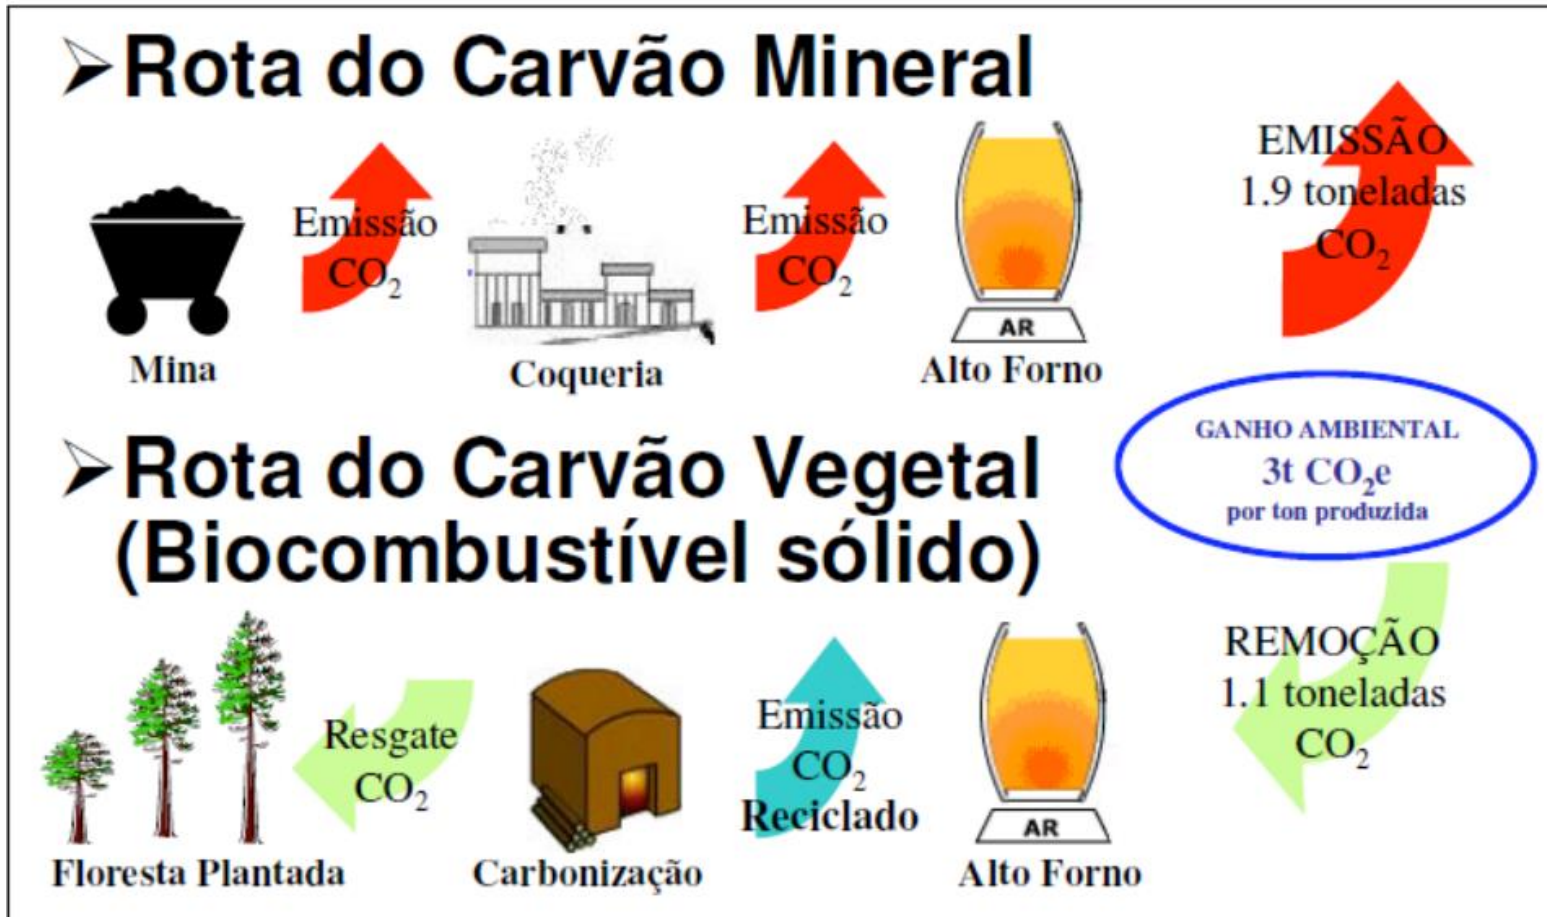 ➢Rota do Carvão Mineral
Emissão
CO₂
Emissão
CO₂
EMISSÃO
1.9 toneladas
CO₂
AR
Mina
Coqueria
Alto Forno
GANHO AMBIENTAL
3t CO₂e
por ton produzida
➢Rota do Carvão Vegetal
(Biocombustível sólido)
Resgate
CO₂
Emissão
CO₂
Reciclado
REMOÇÃO
1.1 toneladas
CO₂
AR
Floresta Plantada
Carbonização
Alto Forno